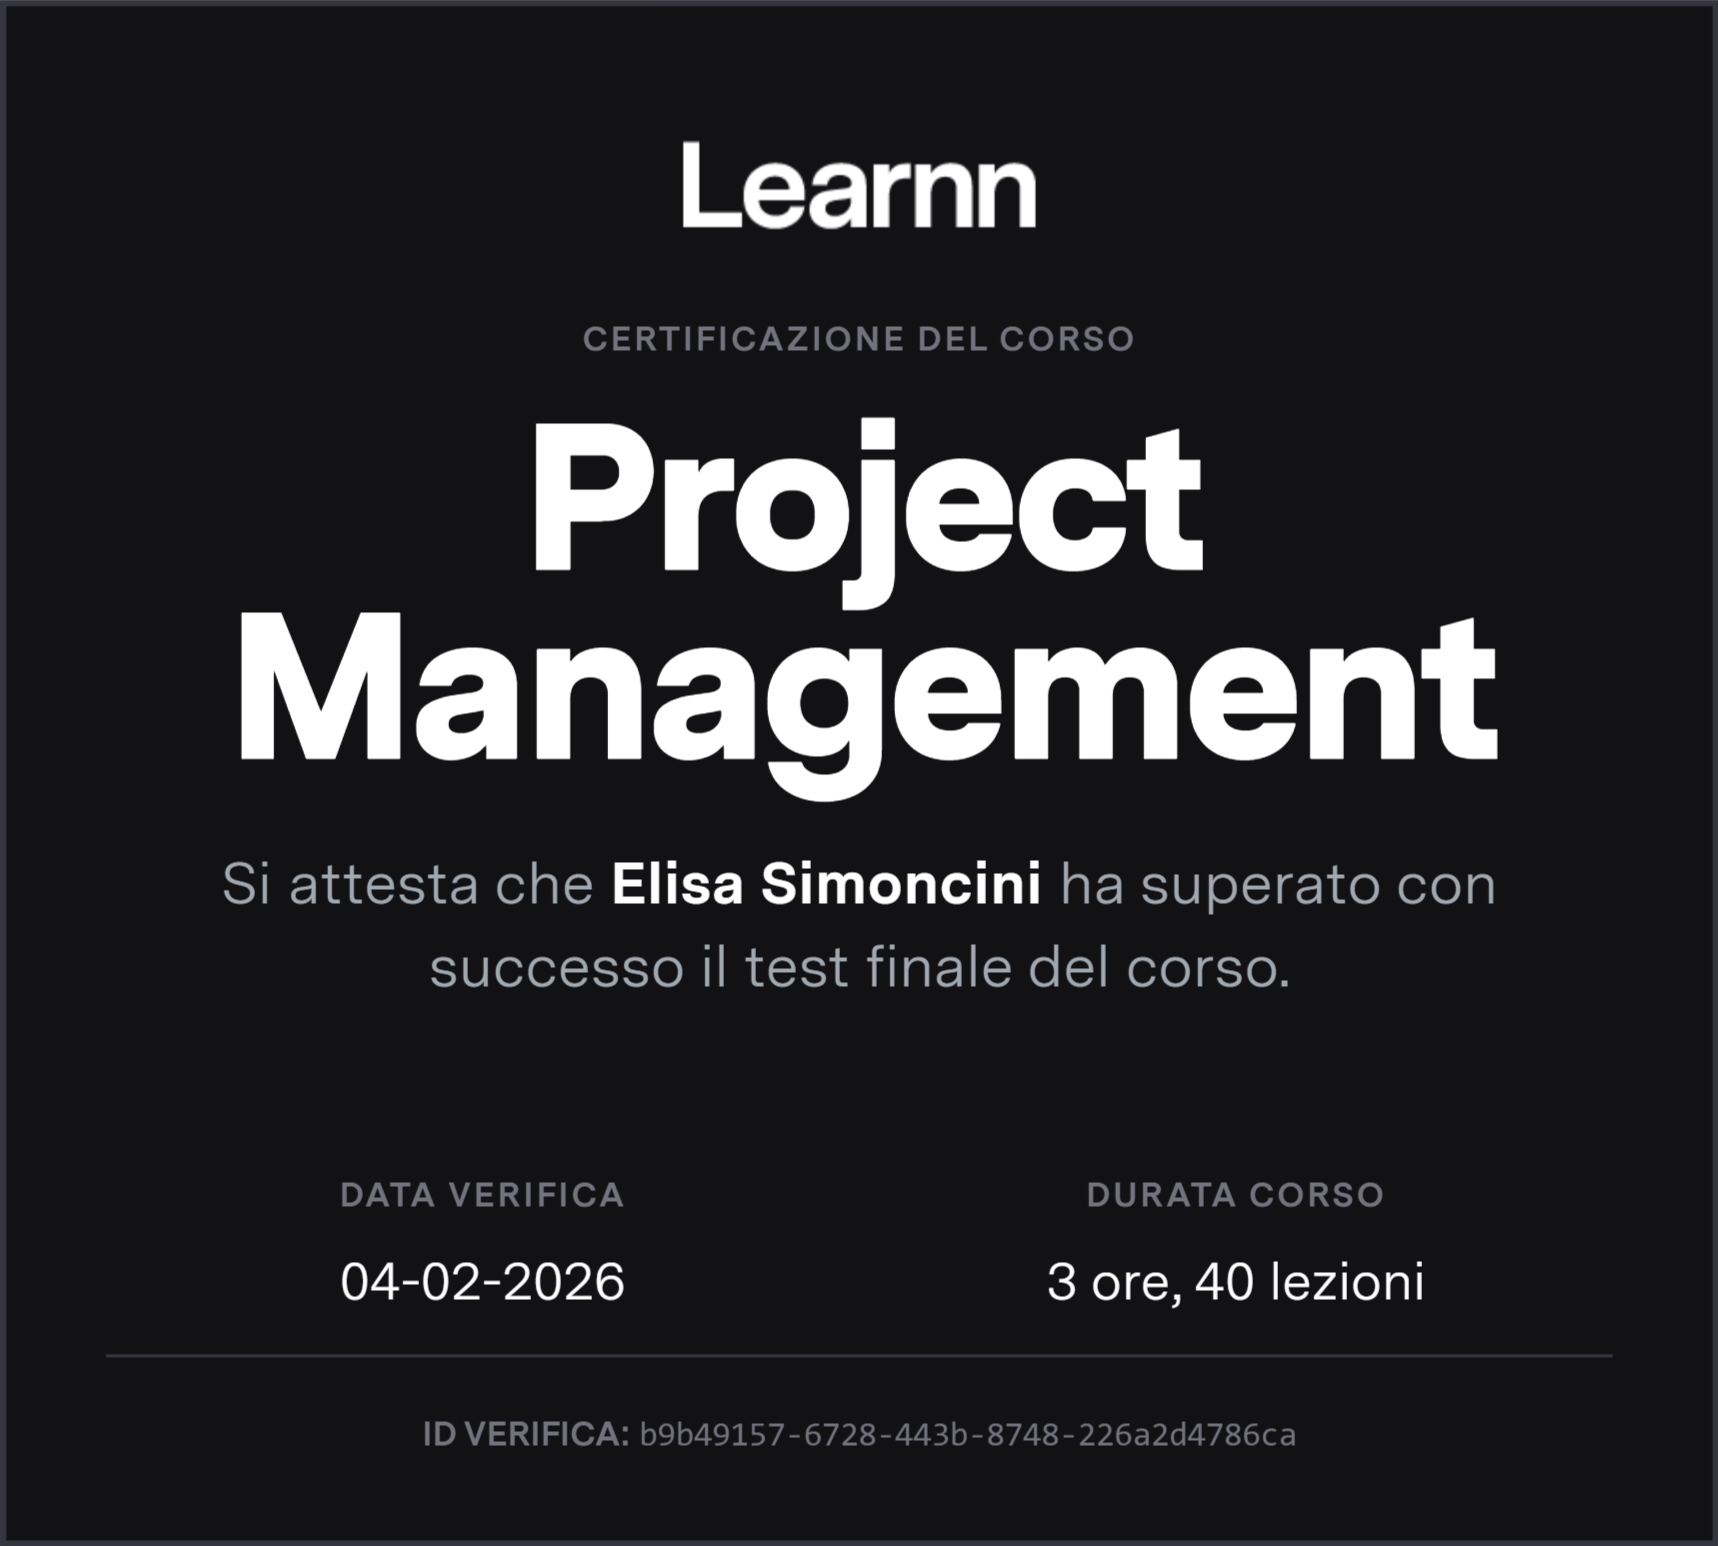 Learnn
CERTIFICAZIONE DEL CORSO
Project
Management
Si attesta che Elisa Simoncini ha superato con
successo il test finale del corso.
DATA VERIFICA
04-02-2026
DURATA CORSO
3 ore, 40 lezioni
ID VERIFICA: b9b49157-6728-443b-8748-226a2d4786ca